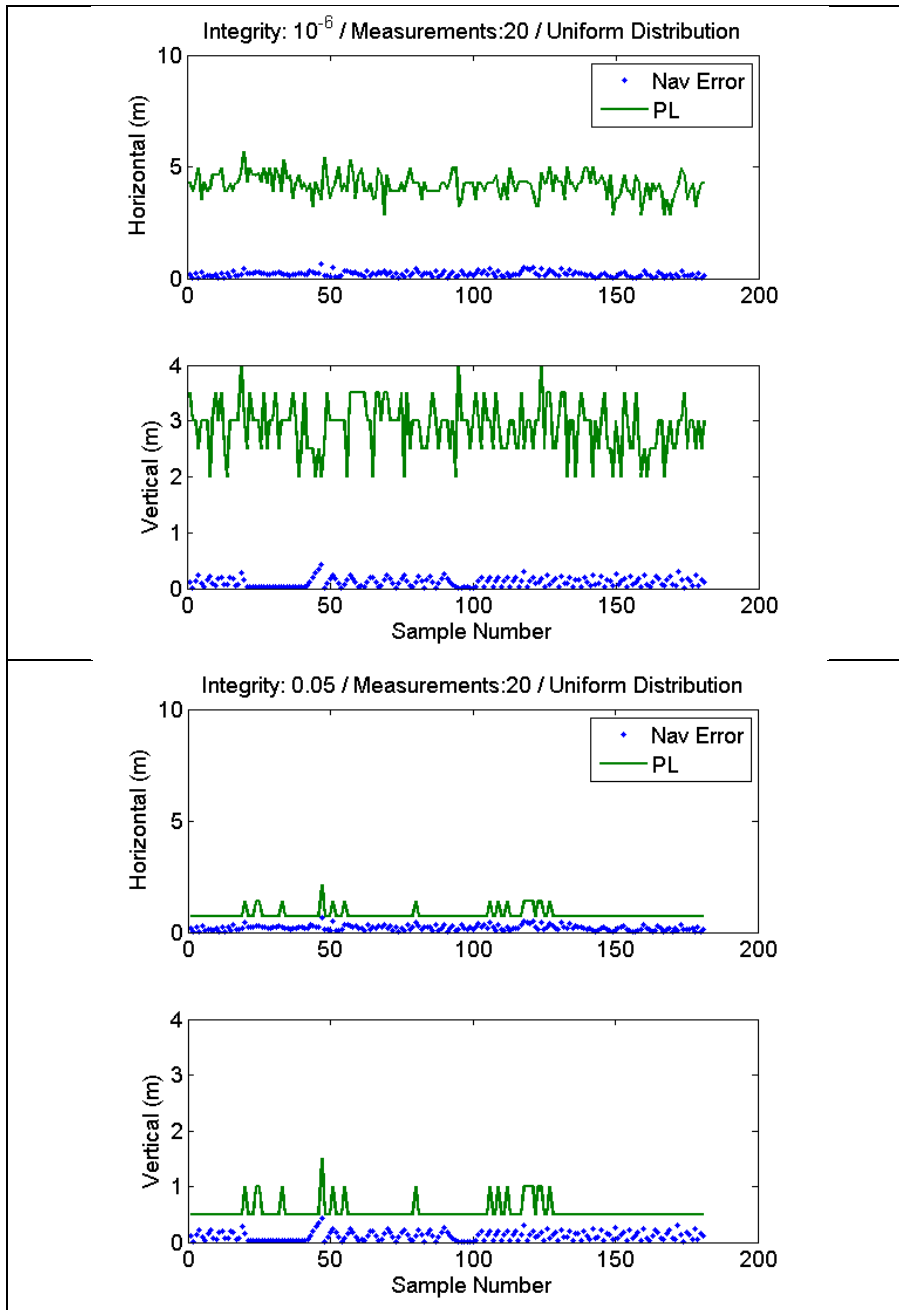 Integrity: 10^-6 / Measurements:20 / Uniform Distribution
10
5
0
Horizontal (m)
Nav Error
PL
0 50 100 150 200
4
3
2
1
0
Vertical (m)
0 50 100 150 200
Sample Number
Integrity: 0.05 / Measurements:20 / Uniform Distribution
10
5
0
Horizontal (m)
Nav Error
PL
0 50 100 150 200
4
3
2
1
0
Vertical (m)
0 50 100 150 200
Sample Number